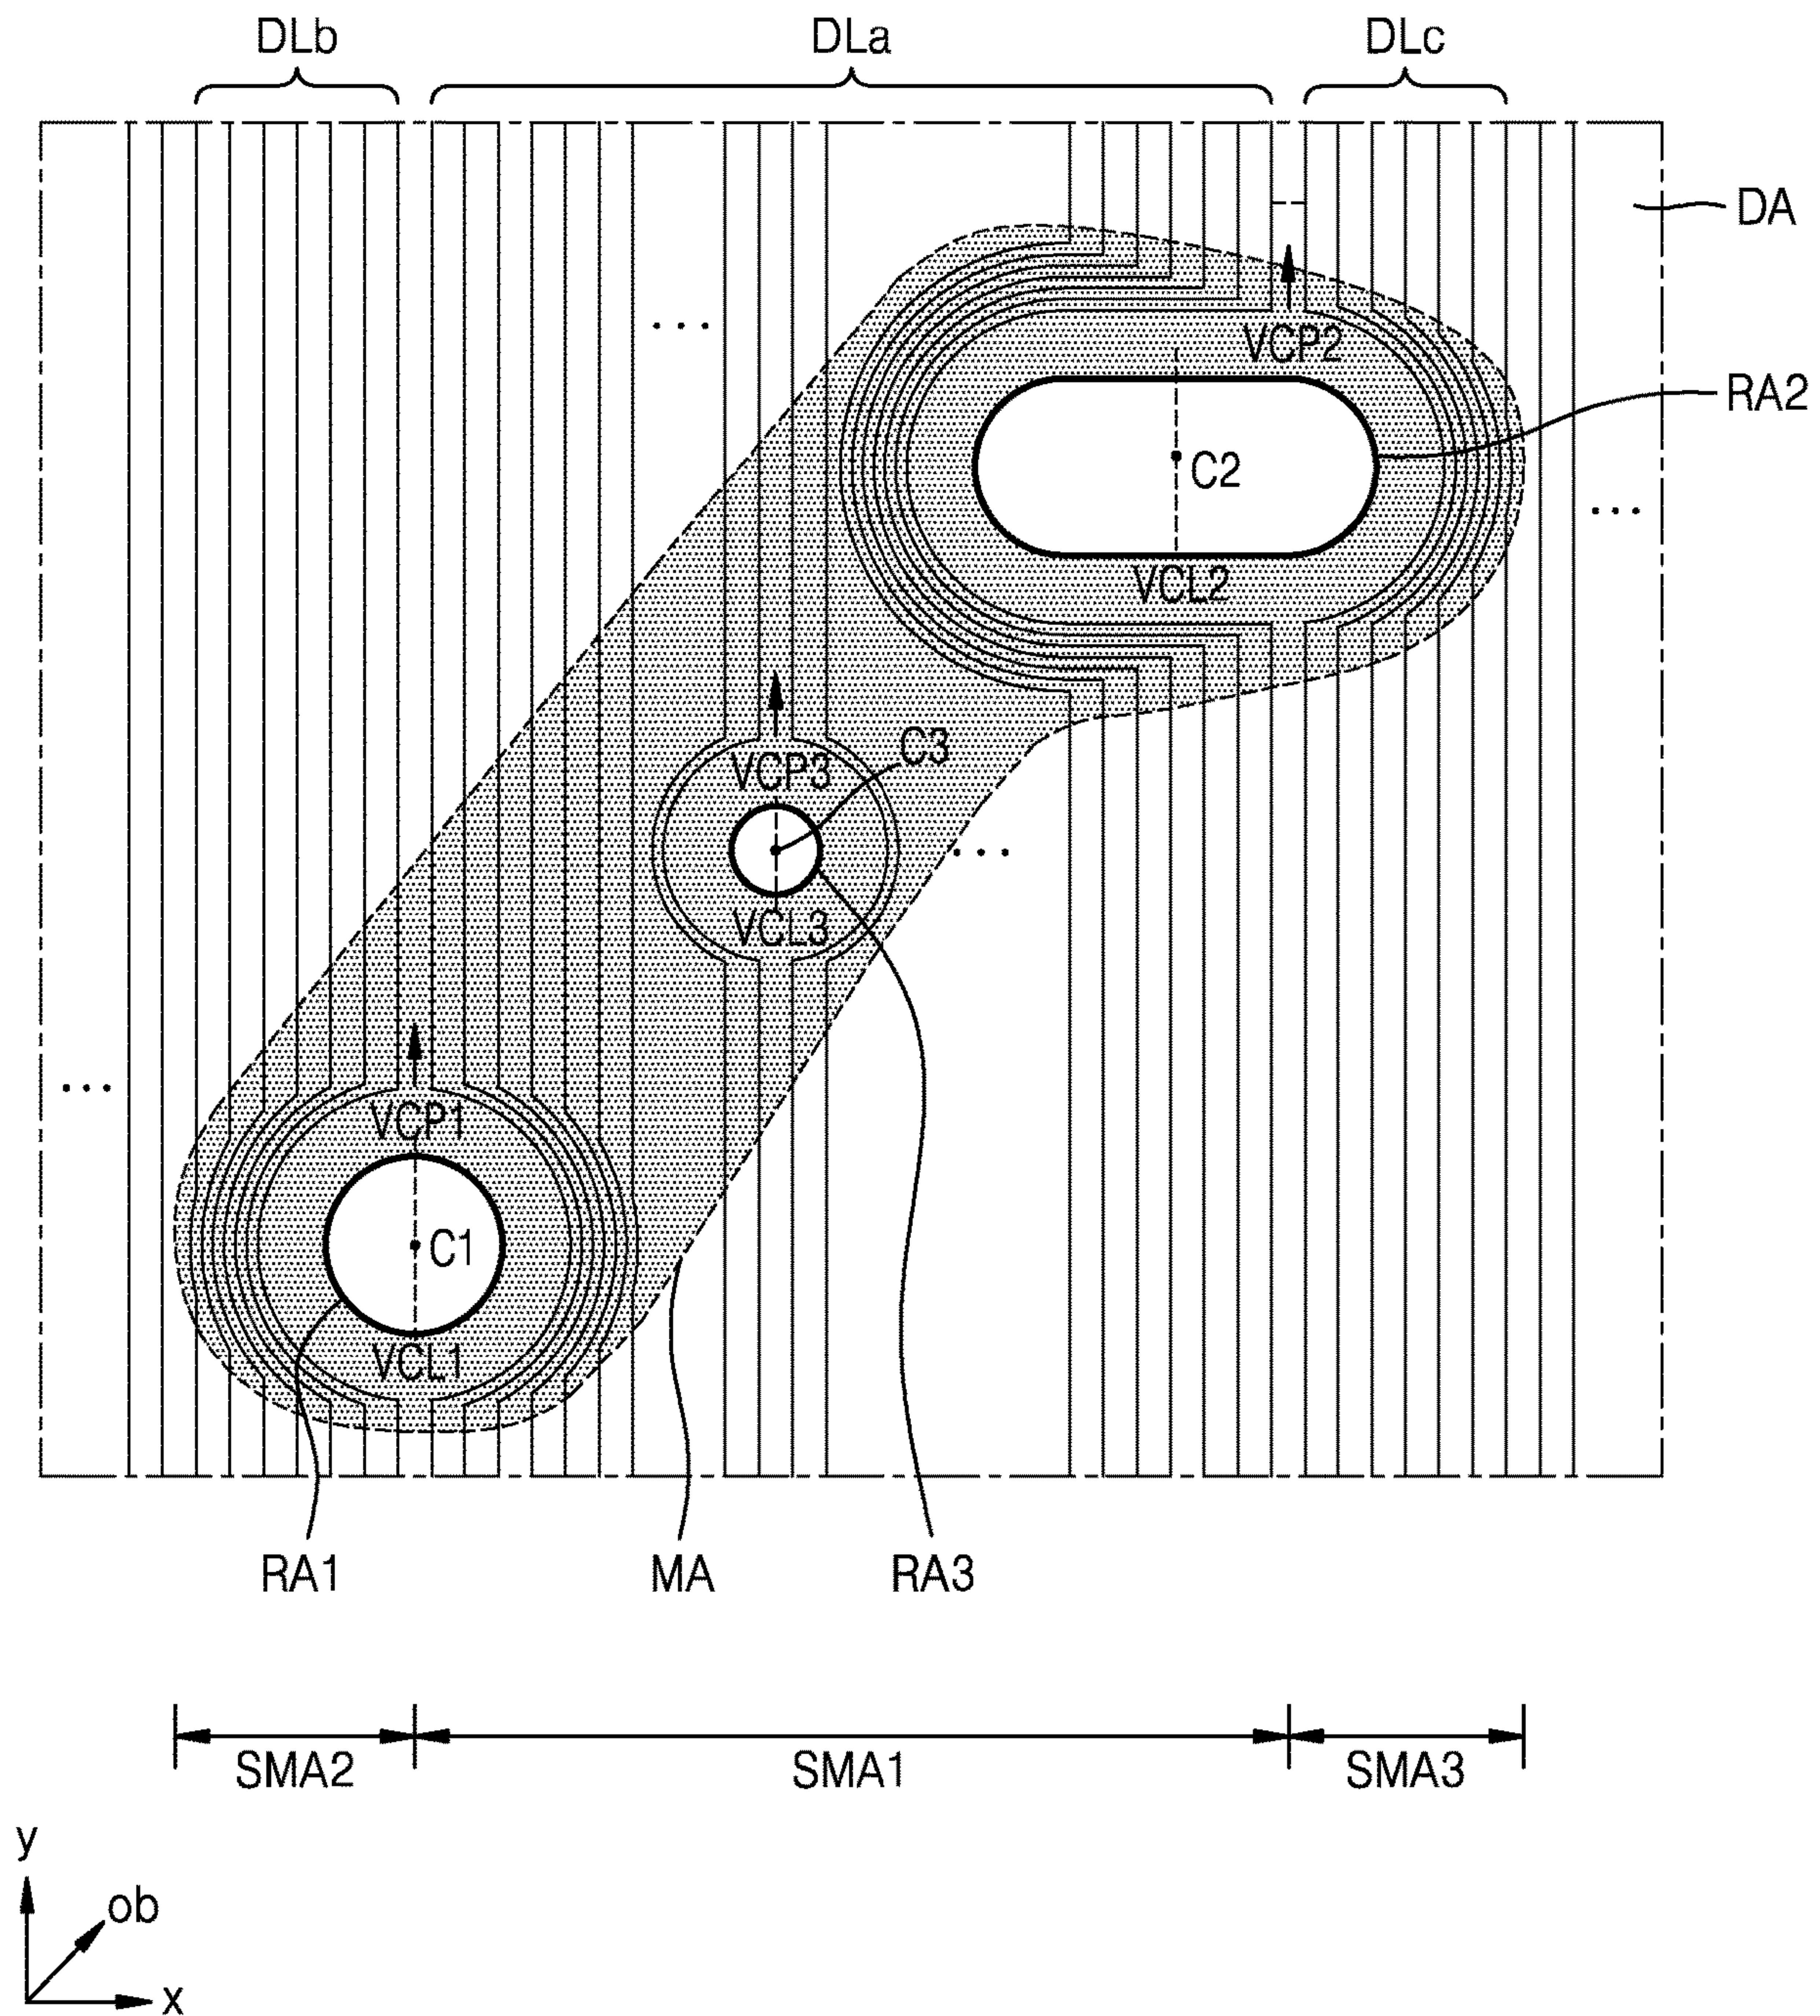 DLb DLa DLc
DA
...
VCP2
RA2
C2
...
VCL2
C3
VCP3
...
VCL3
...
VCP1
C1
VCL1
RA1 MA RA3
SMA2 SMA1 SMA3
y
ob
x